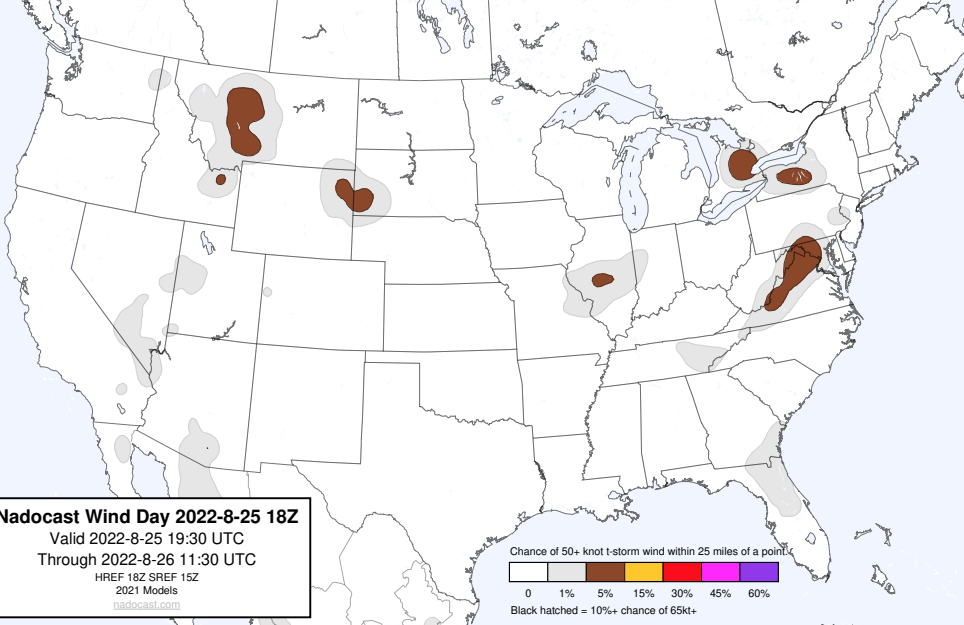 Nadocast Wind Day 2022-8-25 18Z
Valid 2022-8-25 19:30 UTC
Through 2022-8-26 11:30 UTC
HREF 18Z SREF 15Z
2021 Models
nadocast.com
Chance of 50+ knot t-storm wind within 25 miles of a point.
0 1% 5% 15% 30% 45% 60%
Black hatched = 10%+ chance of 65kt+